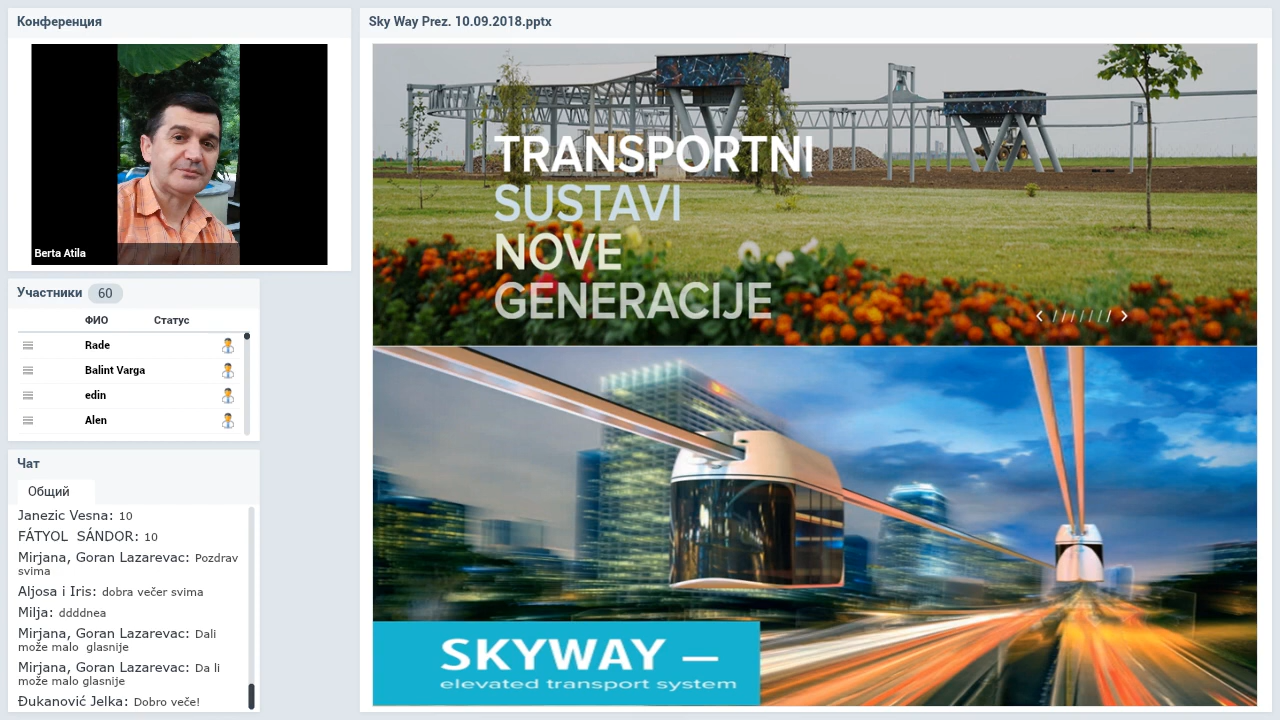 Конференция
Berta Atila
Участники 60
ФИО Статус
Rade
Balint Varga
edin
Alen
Чат
Общий
Janezic Vesna: 10
FÁTYOL SÁNDOR: 10
Mirjana, Goran Lazarevac: Pozdrav
svima
Aljosa i Iris: dobra večer svima
Milja: ddddnea
Mirjana, Goran Lazarevac: Dali
može malo glasnije
Mirjana, Goran Lazarevac: Da li
može malo glasnije
Đukanović Jelka: Dobro veče!
Sky Way Prez. 10.09.2018.pptx
TRANSPORTNI
SUSTAVI
NOVE
GENERACIJE
SKYWAY —
elevated transport system